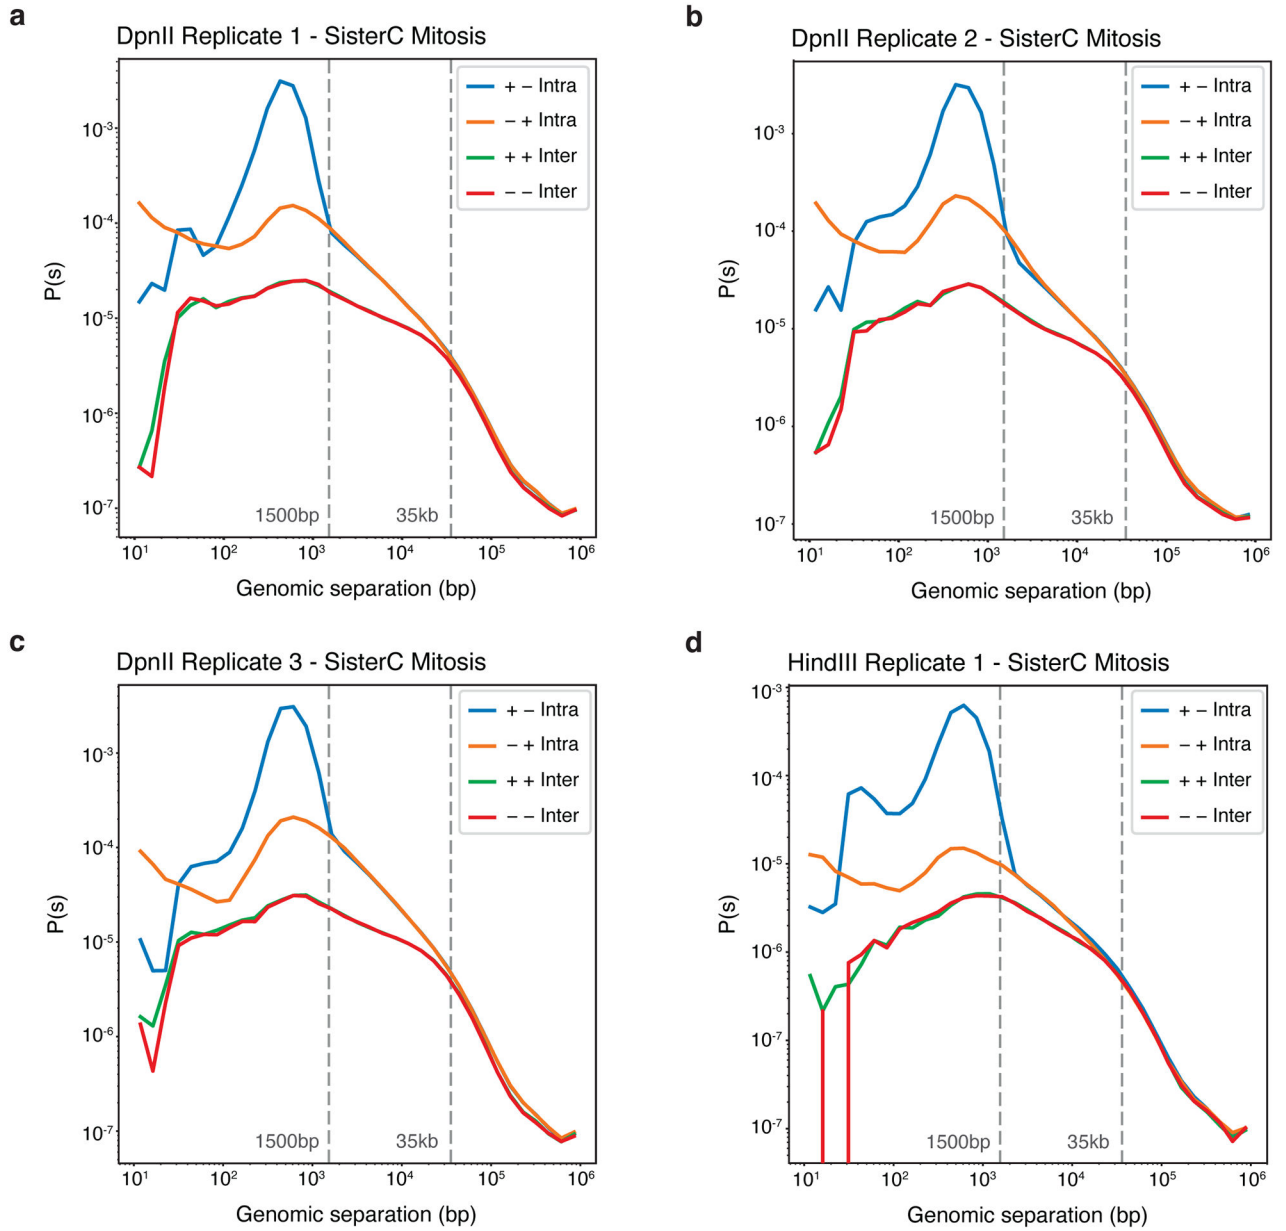 a
DpnII Replicate 1 - SisterC Mitosis
P(s)
10-3
10-4
10-5
10-6
10-7
+ − Intra
− + Intra
+ + Inter
− − Inter
1500bp
35kb
101
102
103
104
105
106
Genomic separation (bp)
b
DpnII Replicate 2 - SisterC Mitosis
P(s)
10-3
10-4
10-5
10-6
10-7
+ − Intra
− + Intra
+ + Inter
− − Inter
1500bp
35kb
101
102
103
104
105
106
Genomic separation (bp)
c
DpnII Replicate 3 - SisterC Mitosis
P(s)
10-3
10-4
10-5
10-6
10-7
+ − Intra
− + Intra
+ + Inter
− − Inter
1500bp
35kb
101
102
103
104
105
106
Genomic separation (bp)
d
HindIII Replicate 1 - SisterC Mitosis
P(s)
10-3
10-4
10-5
10-6
10-7
+ − Intra
− + Intra
+ + Inter
− − Inter
1500bp
35kb
101
102
103
104
105
106
Genomic separation (bp)